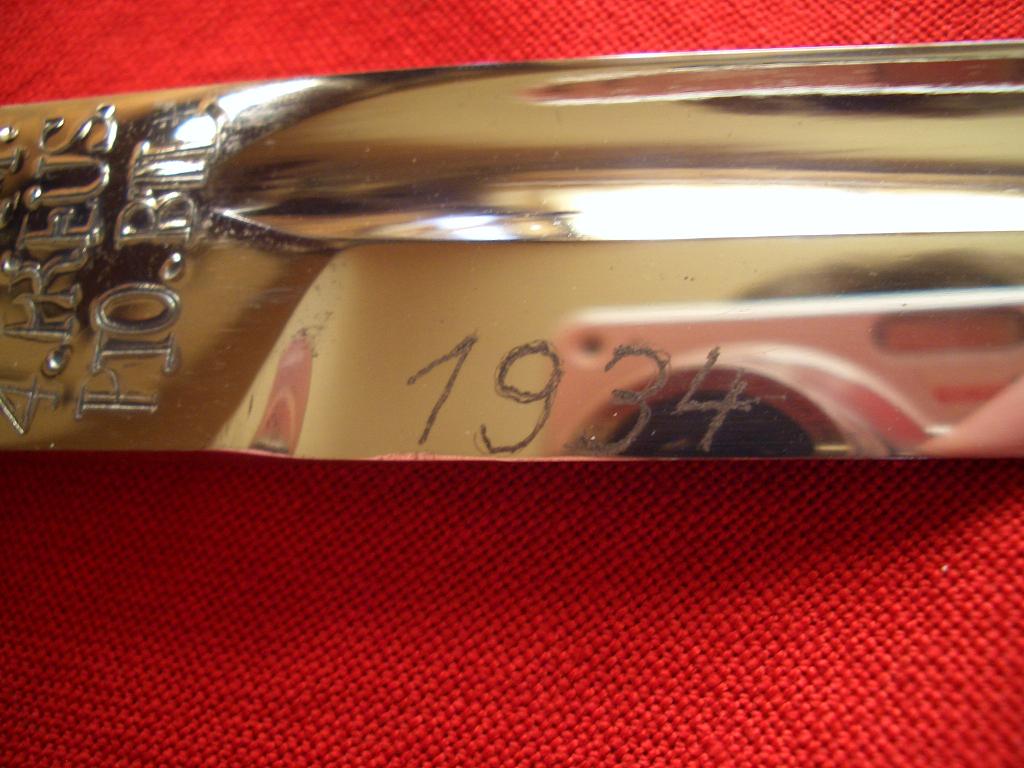 4. KREUS.
PIO. BTL.
1934